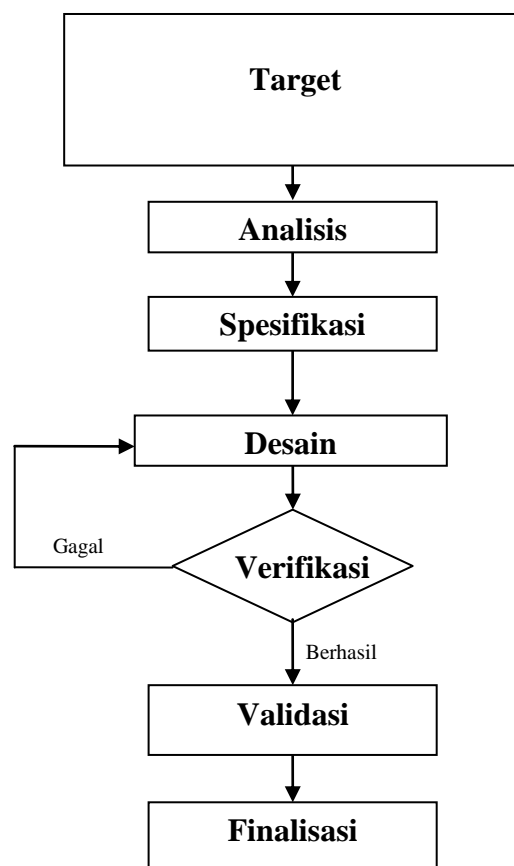 Target
Analisis
Spesifikasi
Desain
Gagal
Verifikasi
Berhasil
Validasi
Finalisasi